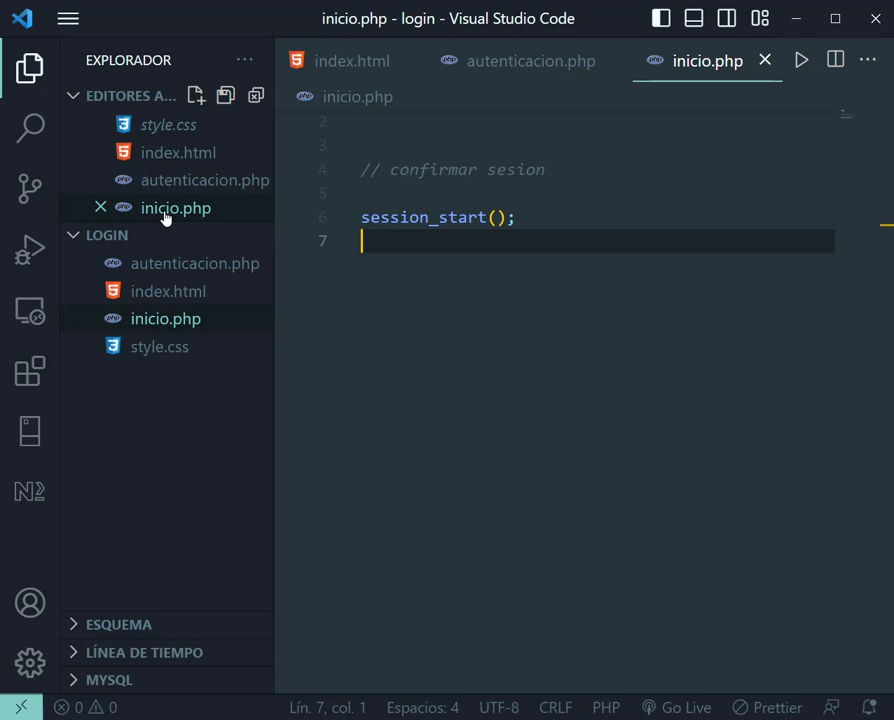 inicio.php - login - Visual Studio Code
EXPLORADOR
EDITORES A...
style.css
index.html
autenticacion.php
inicio.php
LOGIN
autenticacion.php
index.html
inicio.php
style.css
ESQUEMA
LÍNEA DE TIEMPO
MYSQL
index.html
autenticacion.php
inicio.php
inicio.php
2
3
4 // confirmar sesion
5
6 session_start();
7
0 0
Lín. 7, col. 1
Espacios: 4
UTF-8
CRLF
PHP
Go Live
Prettier